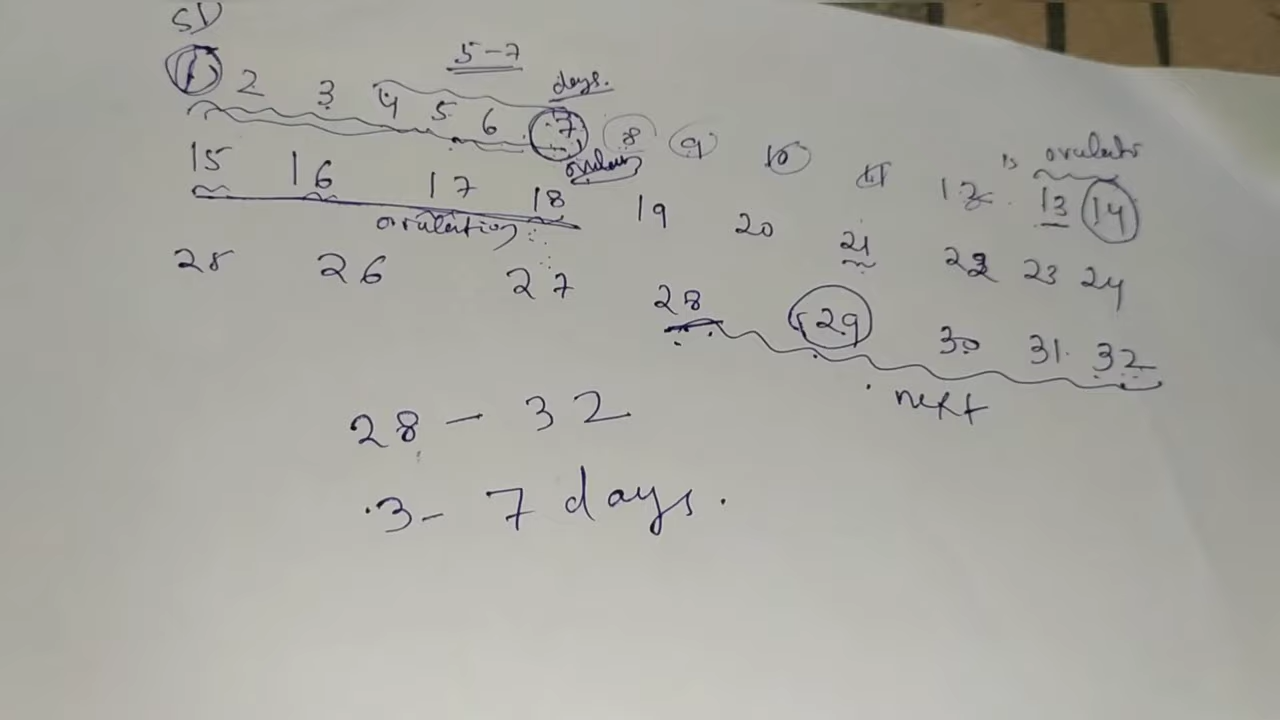 5-7
days.
1 2 3 4 5 6 7 8 9 10 11 12 13 14
15 16 17 18 19 20 21 22 23 24
ovulation
25 26 27 28 29 30 31 32
next
28 - 32
3- 7 days.